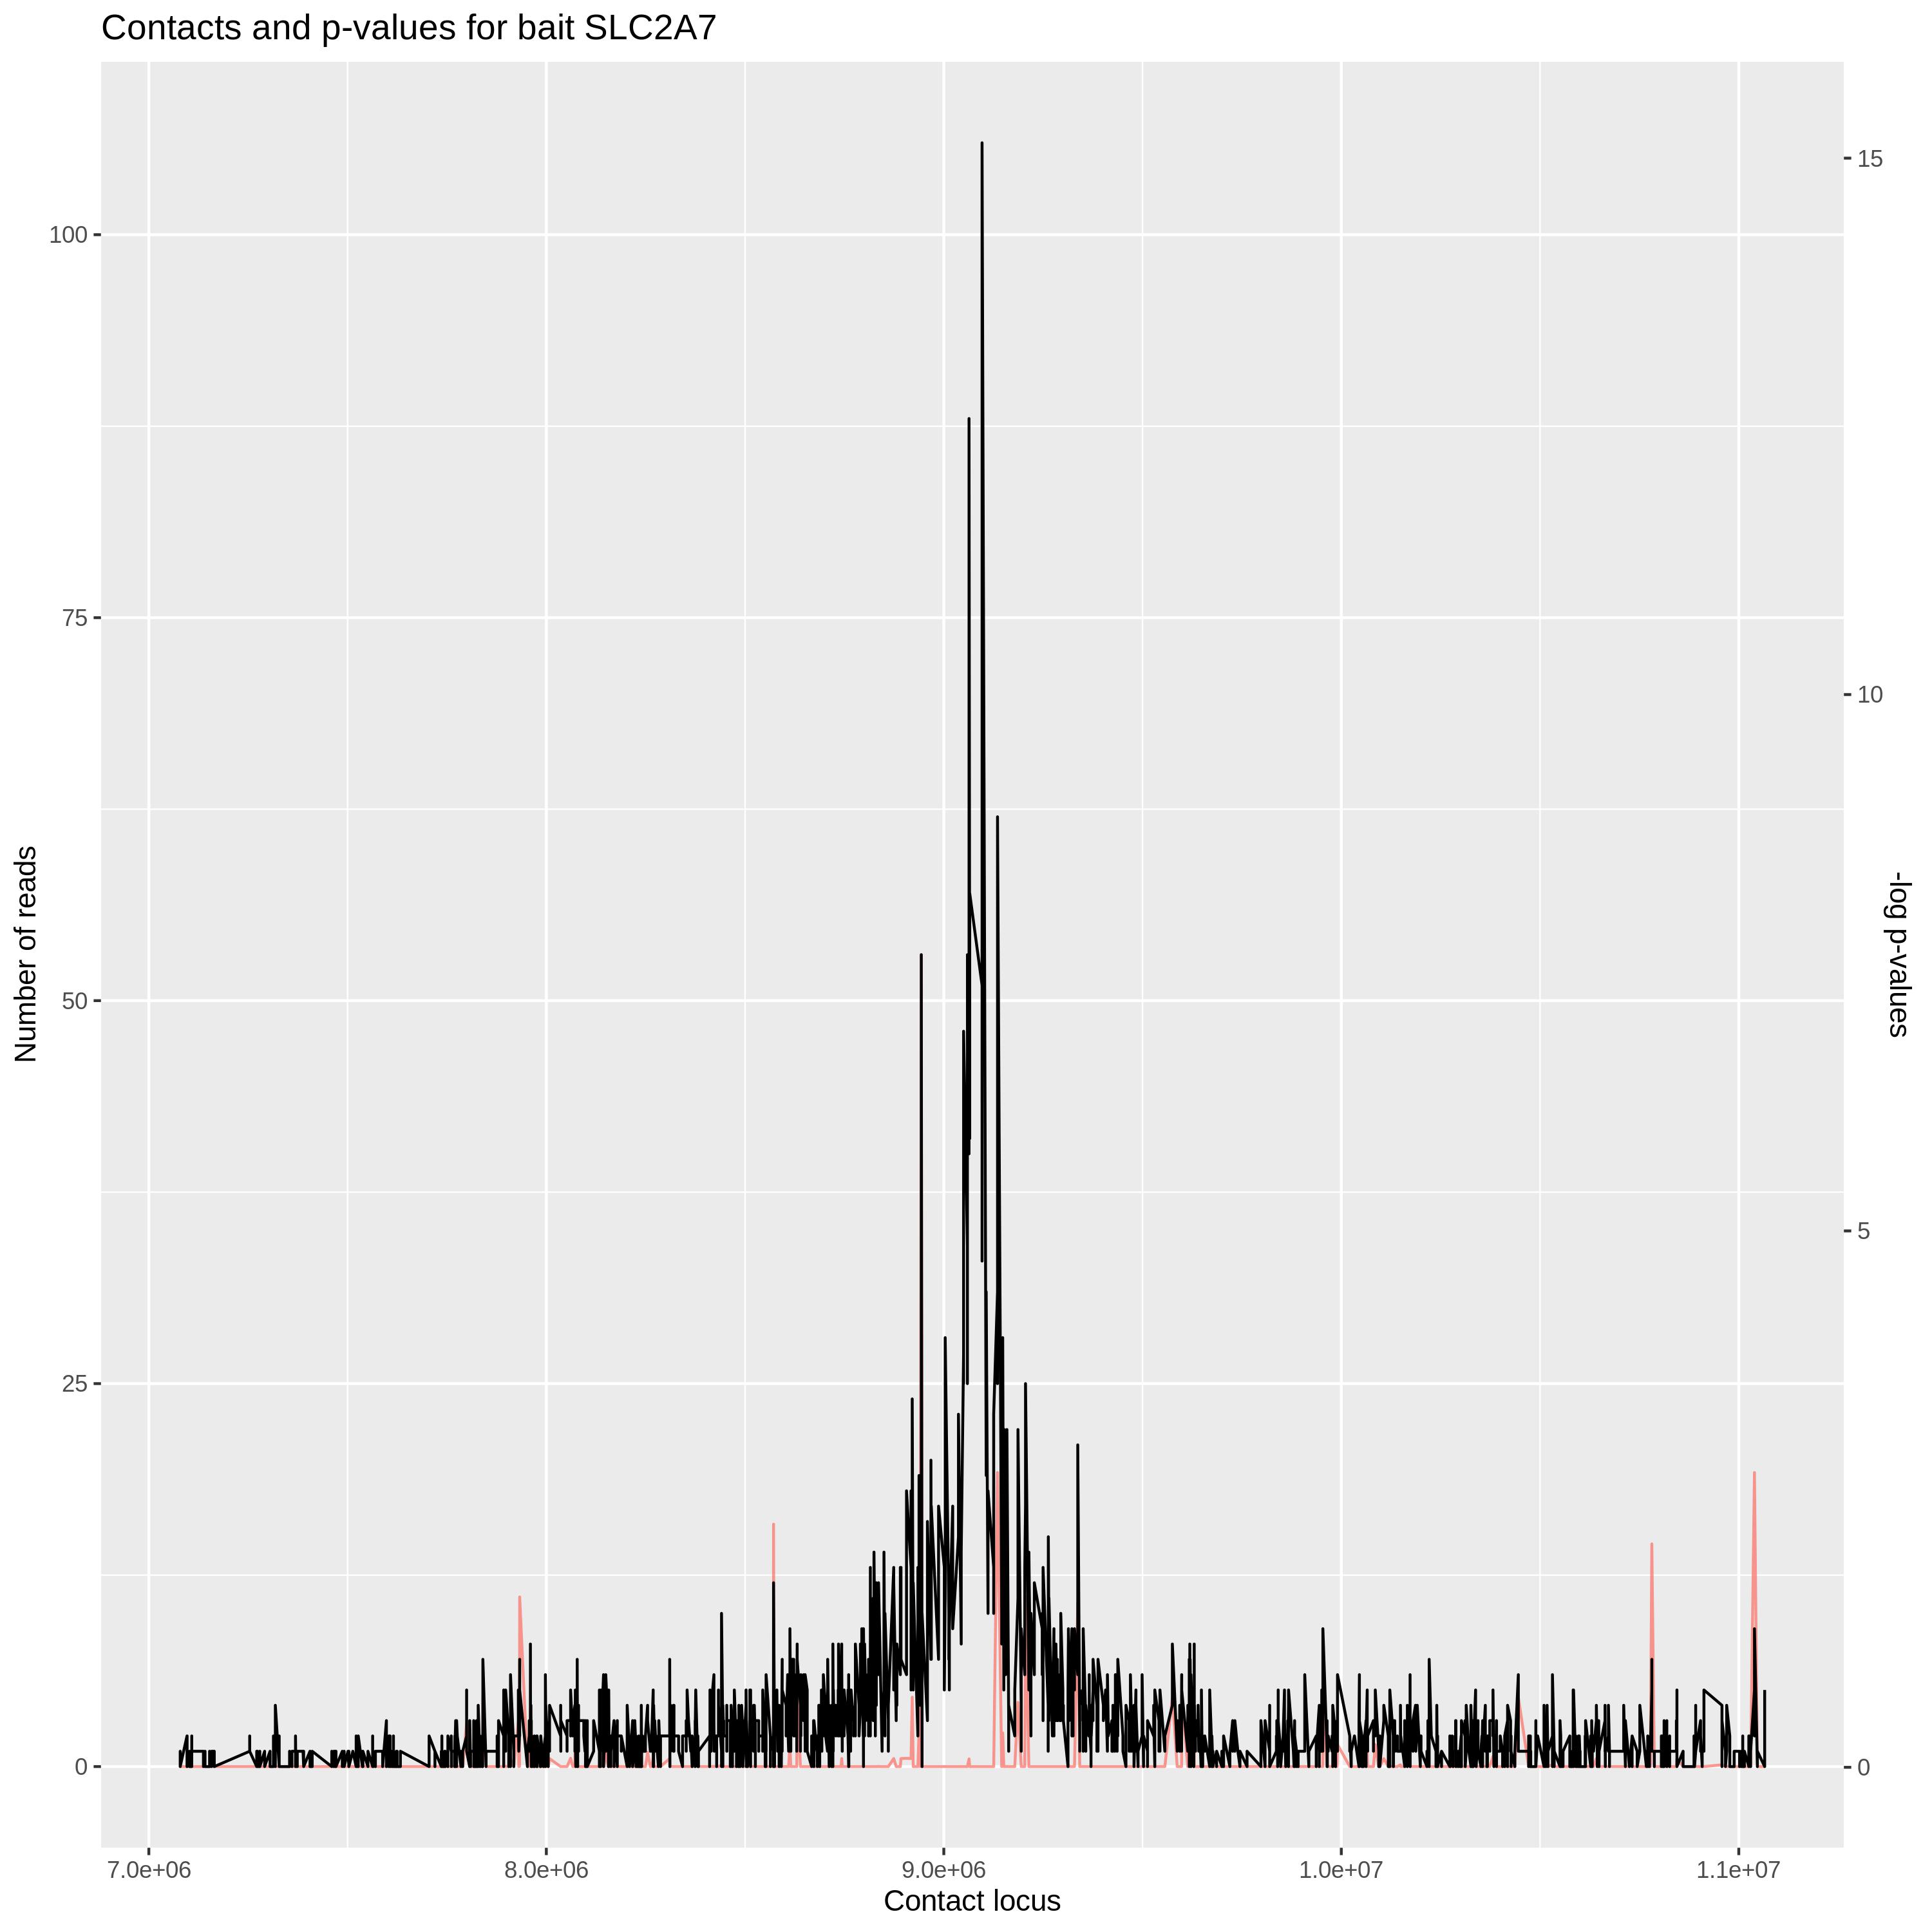 Contacts and p-values for bait SLC2A7
100
75
50
25
0
Number of reads
15
10
5
0
-log p-values
7.0e+06
8.0e+06
9.0e+06
1.0e+07
1.1e+07
Contact locus